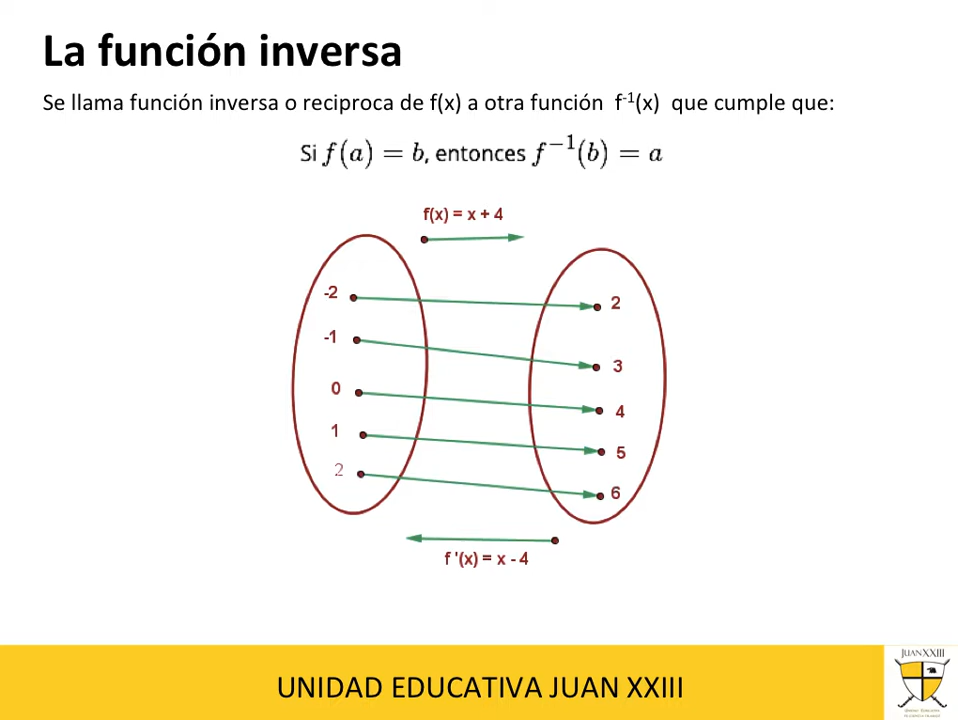 La función inversa
Se llama función inversa o reciproca de f(x) a otra función f⁻¹(x) que cumple que:
Si f(a) = b, entonces f⁻¹(b) = a
f(x) = x + 4
-2
2
-1
3
0
4
1
5
2
6
f '(x) = x - 4
UNIDAD EDUCATIVA JUAN XXIII
JUAN XXIII